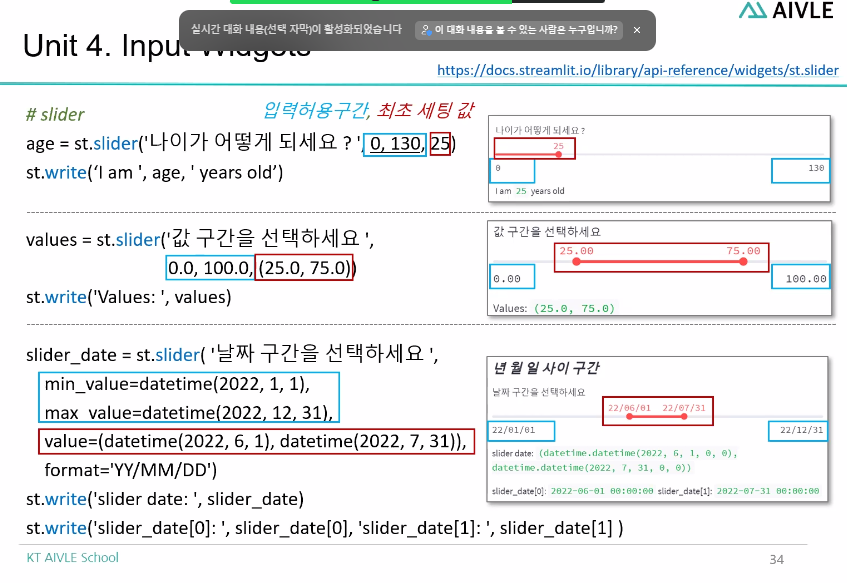 AIVLE
실시간 대화 내용(선택 자막)이 활성화되었습니다
이 대화 내용을 볼 수 있는 사람은 누구입니까?
×
Unit 4. Input Widgets
https://docs.streamlit.io/library/api-reference/widgets/st.slider
# slider
입력허용구간, 최초 세팅 값
age = st.slider('나이가 어떻게 되세요 ? ', 0, 130, 25)
st.write(‘I am ', age, ' years old’)
나이가 어떻게 되세요 ?
25
0
130
I am 25 years old
values = st.slider('값 구간을 선택하세요 ',
0.0, 100.0, (25.0, 75.0))
st.write('Values: ', values)
값 구간을 선택하세요
25.00 75.00
0.00 100.00
Values: (25.0, 75.0)
slider_date = st.slider( '날짜 구간을 선택하세요 ',
min_value=datetime(2022, 1, 1),
max_value=datetime(2022, 12, 31),
value=(datetime(2022, 6, 1), datetime(2022, 7, 31)),
format='YY/MM/DD')
st.write('slider date: ', slider_date)
st.write('slider_date[0]: ', slider_date[0], 'slider_date[1]: ', slider_date[1] )
년 월 일 사이 구간
날짜 구간을 선택하세요
22/06/01 22/07/31
22/01/01 22/12/31
slider date: (datetime.datetime(2022, 6, 1, 0, 0),
datetime.datetime(2022, 7, 31, 0, 0))
slider_date[0]: 2022-06-01 00:00:00 slider_date[1]: 2022-07-31 00:00:00
KT AIVLE School
34